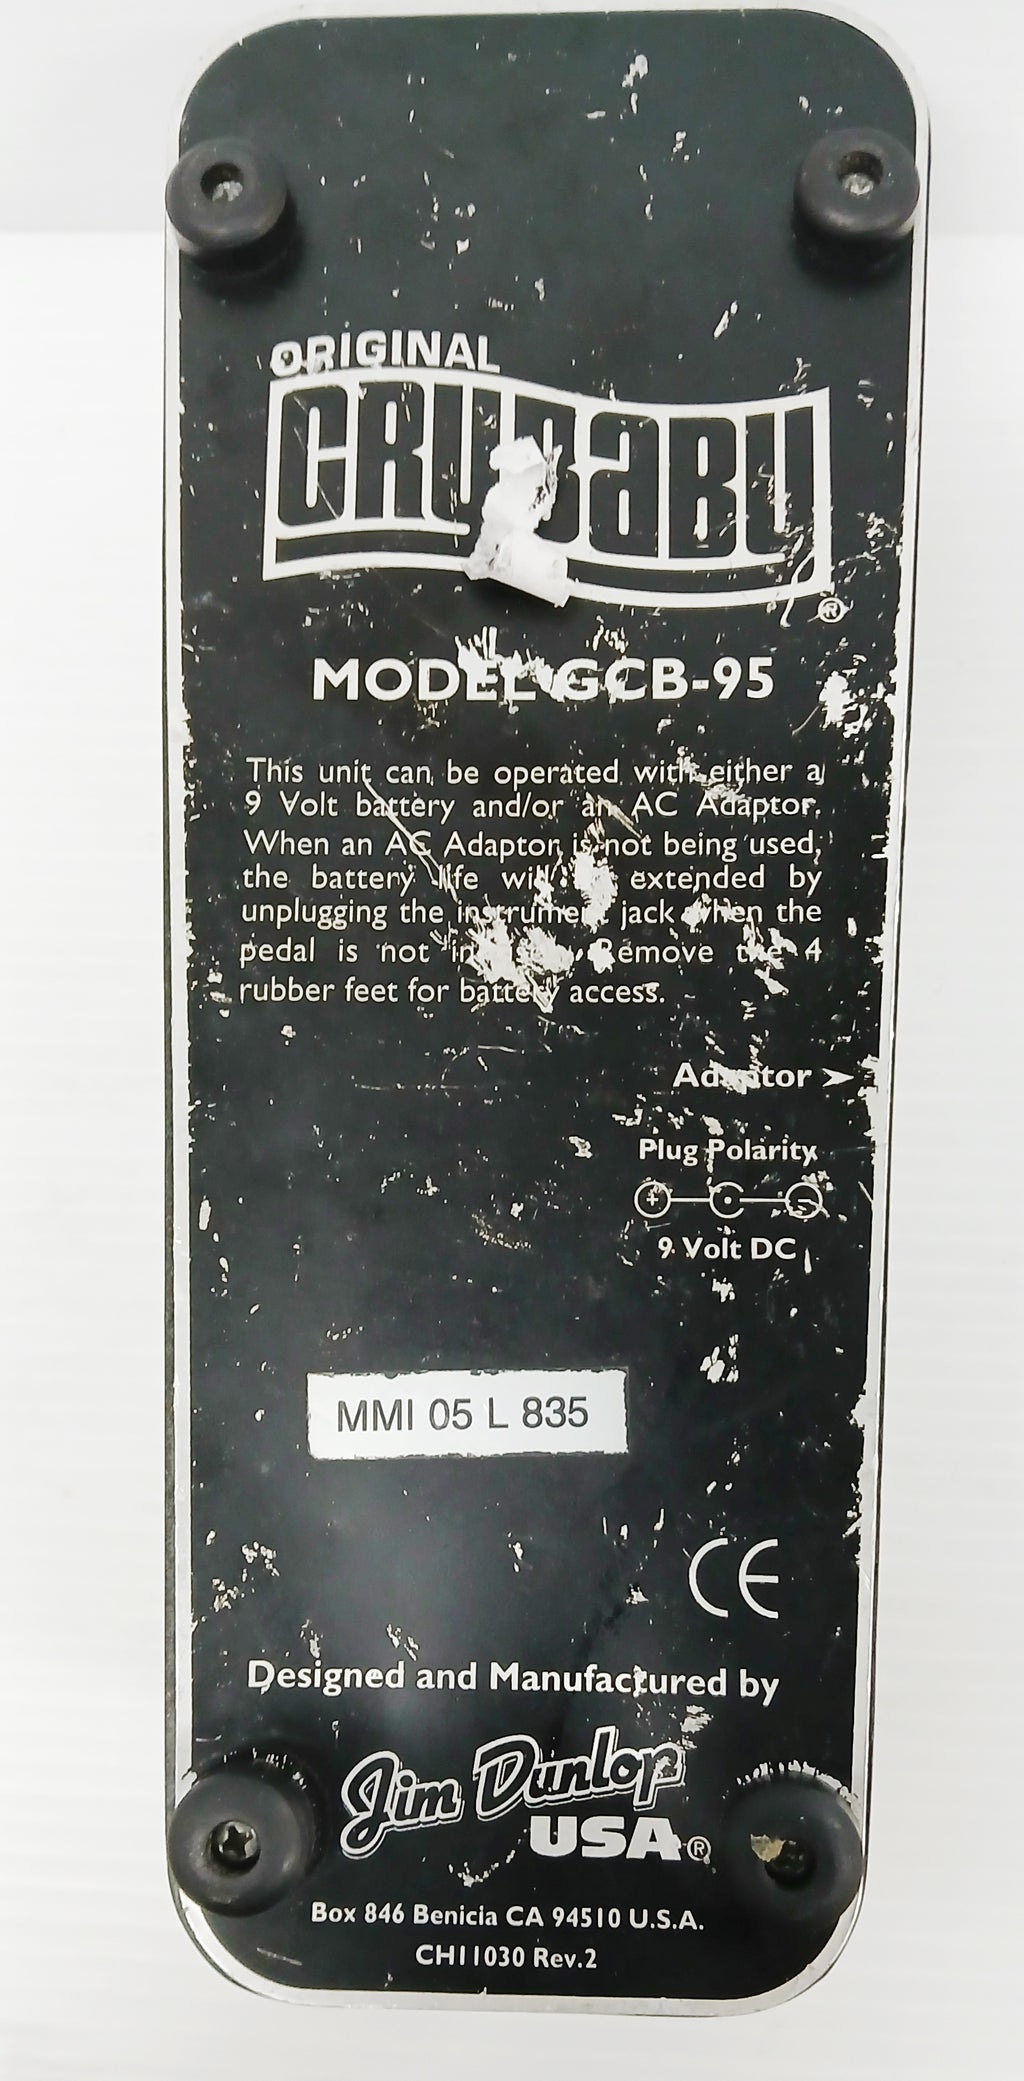 ORIGINAL
CRYBABY
®
MODEL GCB-95
This unit can be operated with either a
9 Volt battery and/or an AC Adaptor.
When an AC Adaptor is not being used,
the battery life will extended by
unplugging the instrument jack when the
pedal is not in Remove the 4
rubber feet for battery access.
Adaptor
Plug Polarity
+ -
9 Volt DC
MMI 05 L 835
CE
Designed and Manufactured by
Jim Dunlop
USA®
Box 846 Benicia CA 94510 U.S.A.
CH11030 Rev.2